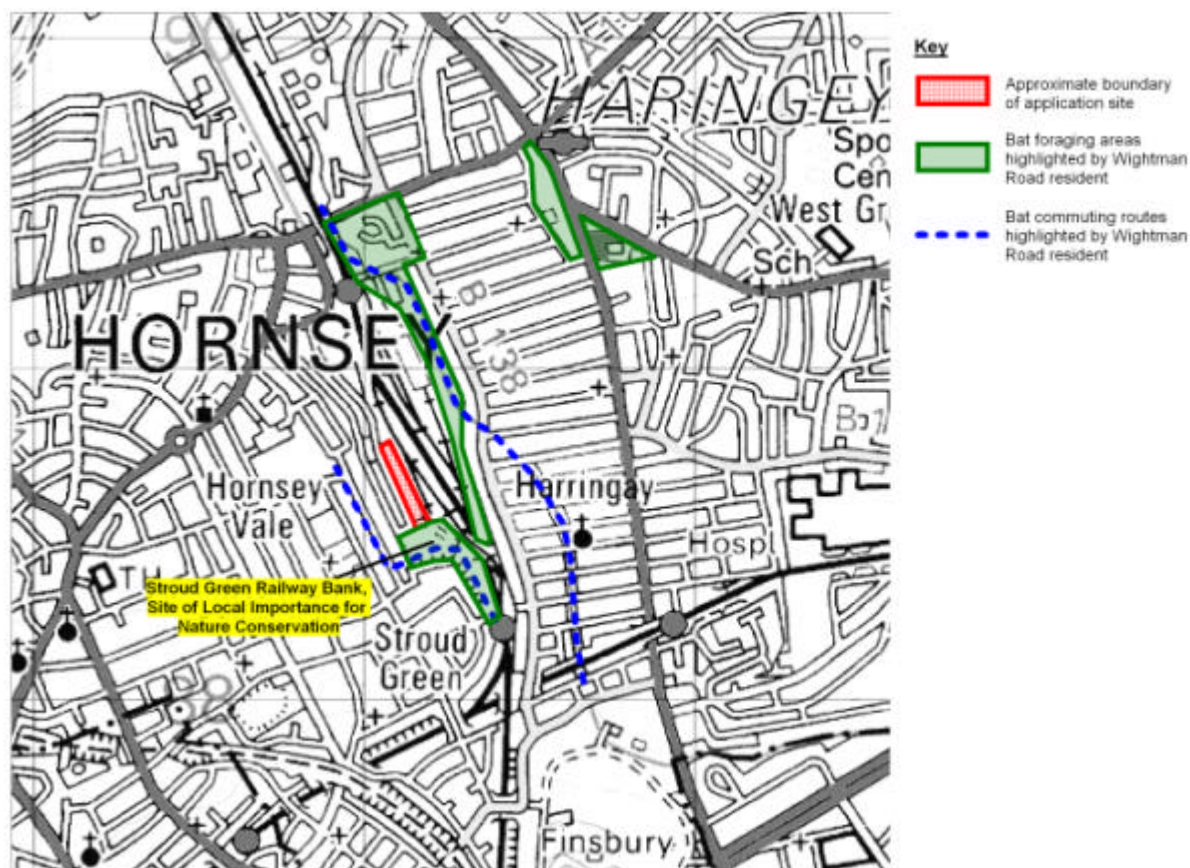 HARINGEY
Spo
Cen
West Gr
Sch
HORNSEY
B 138
Hornsey
Vale
Harringay
Hospl
TH
Stroud Green Railway Bank,
Site of Local Importance for
Nature Conservation
Stroud
Green
Finsbury
Key
Approximate boundary
of application site
Bat foraging areas
highlighted by Wightman
Road resident
Bat commuting routes
highlighted by Wightman
Road resident